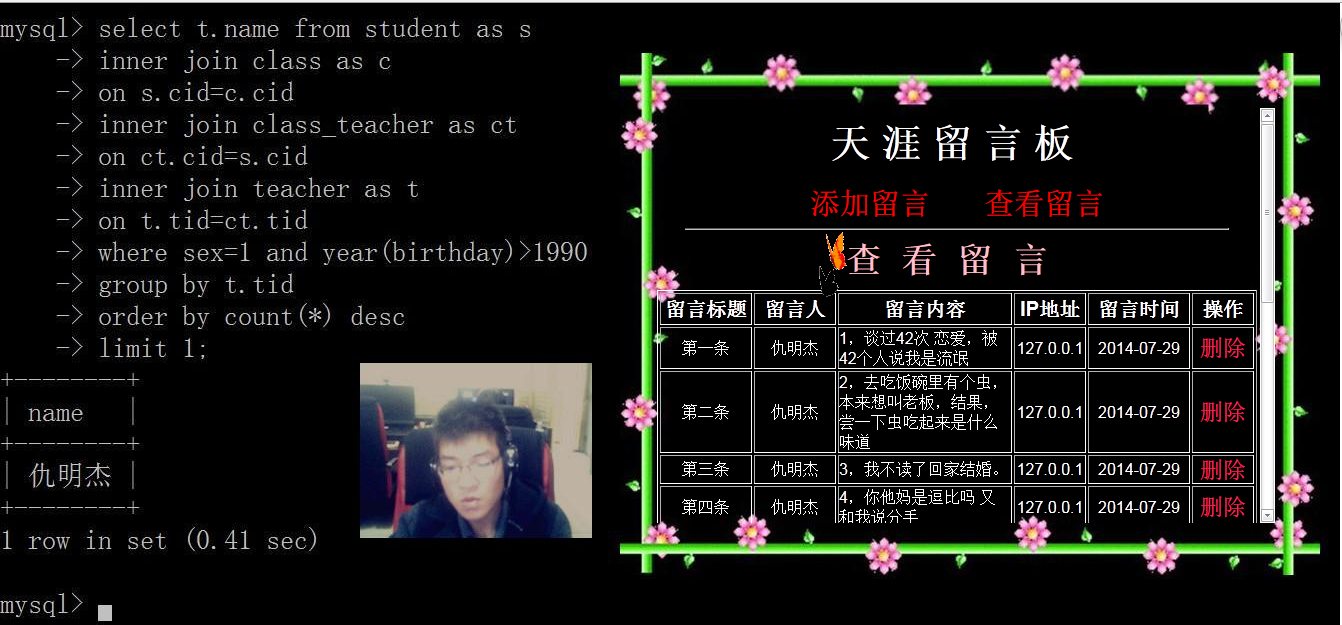 mysql> select t.name from student as s
-> inner join class as c
-> on s.cid=c.cid
-> inner join class_teacher as ct
-> on ct.cid=s.cid
-> inner join teacher as t
-> on t.tid=ct.tid
-> where sex=1 and year(birthday)>1990
-> group by t.tid
-> order by count(*) desc
-> limit 1;
+--------+
| name |
+--------+
| 仇明杰 |
+--------+
1 row in set (0.41 sec)
mysql>
天涯留言板
添加留言 查看留言
查看留言
留言标题 留言人 留言内容 IP地址 留言时间 操作
第一条 仇明杰 1，谈过42次 恋爱，被
42个人说我是流氓 127.0.0.1 2014-07-29 删除
第二条 仇明杰 2，去吃饭碗里有个虫，
本来想叫老板，结果，
尝一下虫吃起来是什么
味道 127.0.0.1 2014-07-29 删除
第三条 仇明杰 3，我不读了回家结婚。 127.0.0.1 2014-07-29 删除
第四条 仇明杰 4，你他妈是逗比吗 又
和我说分手 127.0.0.1 2014-07-29 删除